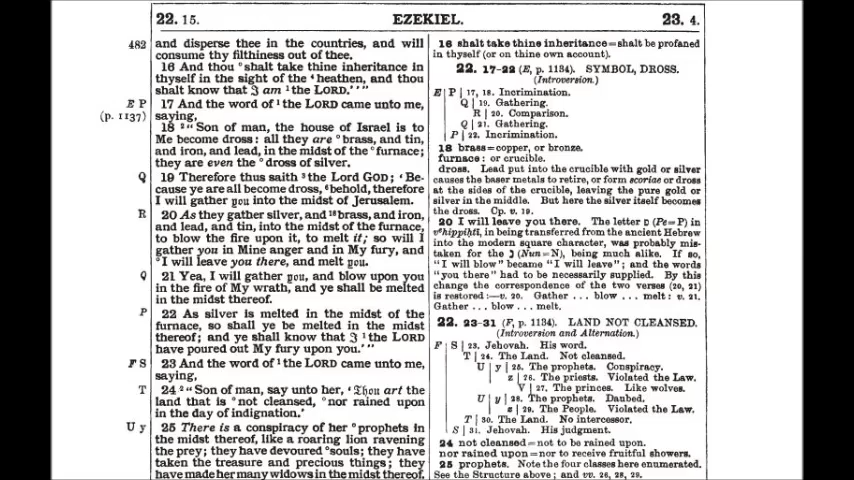 22. 15.
EZEKIEL.
23. 4.
482
and disperse thee in the countries, and will
consume thy filthiness out of thee.
16 And thou °shalt take thine inheritance in
thyself in the sight of the °heathen, and thou
shalt know that ℑ am ¹the LORD.’”
E P
(p. 1137)
17 And the word of ¹the LORD came unto me,
saying,
18 ²“Son of man, the house of Israel is to
Me become dross: all they are °brass, and tin,
and iron, and lead, in the midst of the °furnace;
they are even the °dross of silver.
Q
19 Therefore thus saith ³the Lord GOD; ‘Be-
cause ye are all become dross, ⁶behold, therefore
I will gather you into the midst of Jerusalem.
R
20 As they gather silver, and ¹⁸brass, and iron,
and lead, and tin, into the midst of the furnace,
to blow the fire upon it, to melt it; so will I
gather you in Mine anger and in My fury, and
°I will leave you there, and melt you.
Q
21 Yea, I will gather you, and blow upon you
in the fire of My wrath, and ye shall be melted
in the midst thereof.
P
22 As silver is melted in the midst of the
furnace, so shall ye be melted in the midst
thereof; and ye shall know that ℑ ¹the LORD
have poured out My fury upon you.’”
F S
23 And the word of ¹the LORD came unto me,
saying,
T
24 ²“Son of man, say unto her, ‘Thou art the
land that is °not cleansed, °nor rained upon
in the day of indignation.’
U y
25 There is a conspiracy of her °prophets in
the midst thereof, like a roaring lion ravening
the prey; they have devoured °souls; they have
taken the treasure and precious things; they
have made her many widows in the midst thereof.
16 shalt take thine inheritance=shalt be profaned
in thyself (or on thine own account).
22. 17-22 (E, p. 1134). SYMBOL, DROSS.
(Introversion.)
E | P | 17, 18. Incrimination.
Q | 19. Gathering.
R | 20. Comparison.
Q | 21. Gathering.
P | 22. Incrimination.
18 brass=copper, or bronze.
furnace: or crucible.
dross. Lead put into the crucible with gold or silver
causes the baser metals to retire, or form scoriae or dross
at the sides of the crucible, leaving the pure gold or
silver in the middle. But here the silver itself becomes
the dross. Cp. v. 19.
20 I will leave you there. The letter פ (Pe=P) in
vᵉhippiḥtī, in being transferred from the ancient Hebrew
into the modern square character, was probably mis-
taken for the נ (Nun=N), being much alike. If so,
“I will blow” became “I will leave”; and the words
“you there” had to be necessarily supplied. By this
change the correspondence of the two verses (20, 21)
is restored:—v. 20. Gather ... blow ... melt: v. 21.
Gather ... blow ... melt.
22. 23-31 (F, p. 1134). LAND NOT CLEANSED.
(Introversion and Alternation.)
F | S | 23. Jehovah. His word.
T | 24. The Land. Not cleansed.
U | y | 25. The prophets. Conspiracy.
z | 26. The priests. Violated the Law.
V | 27. The princes. Like wolves.
U | y | 28. The prophets. Daubed.
z | 29. The People. Violated the Law.
T | 30. The Land. No intercessor.
S | 31. Jehovah. His judgment.
24 not cleansed=not to be rained upon.
nor rained upon=nor to receive fruitful showers.
25 prophets. Note the four classes here enumerated.
See the Structure above; and vv. 26, 28, 29.